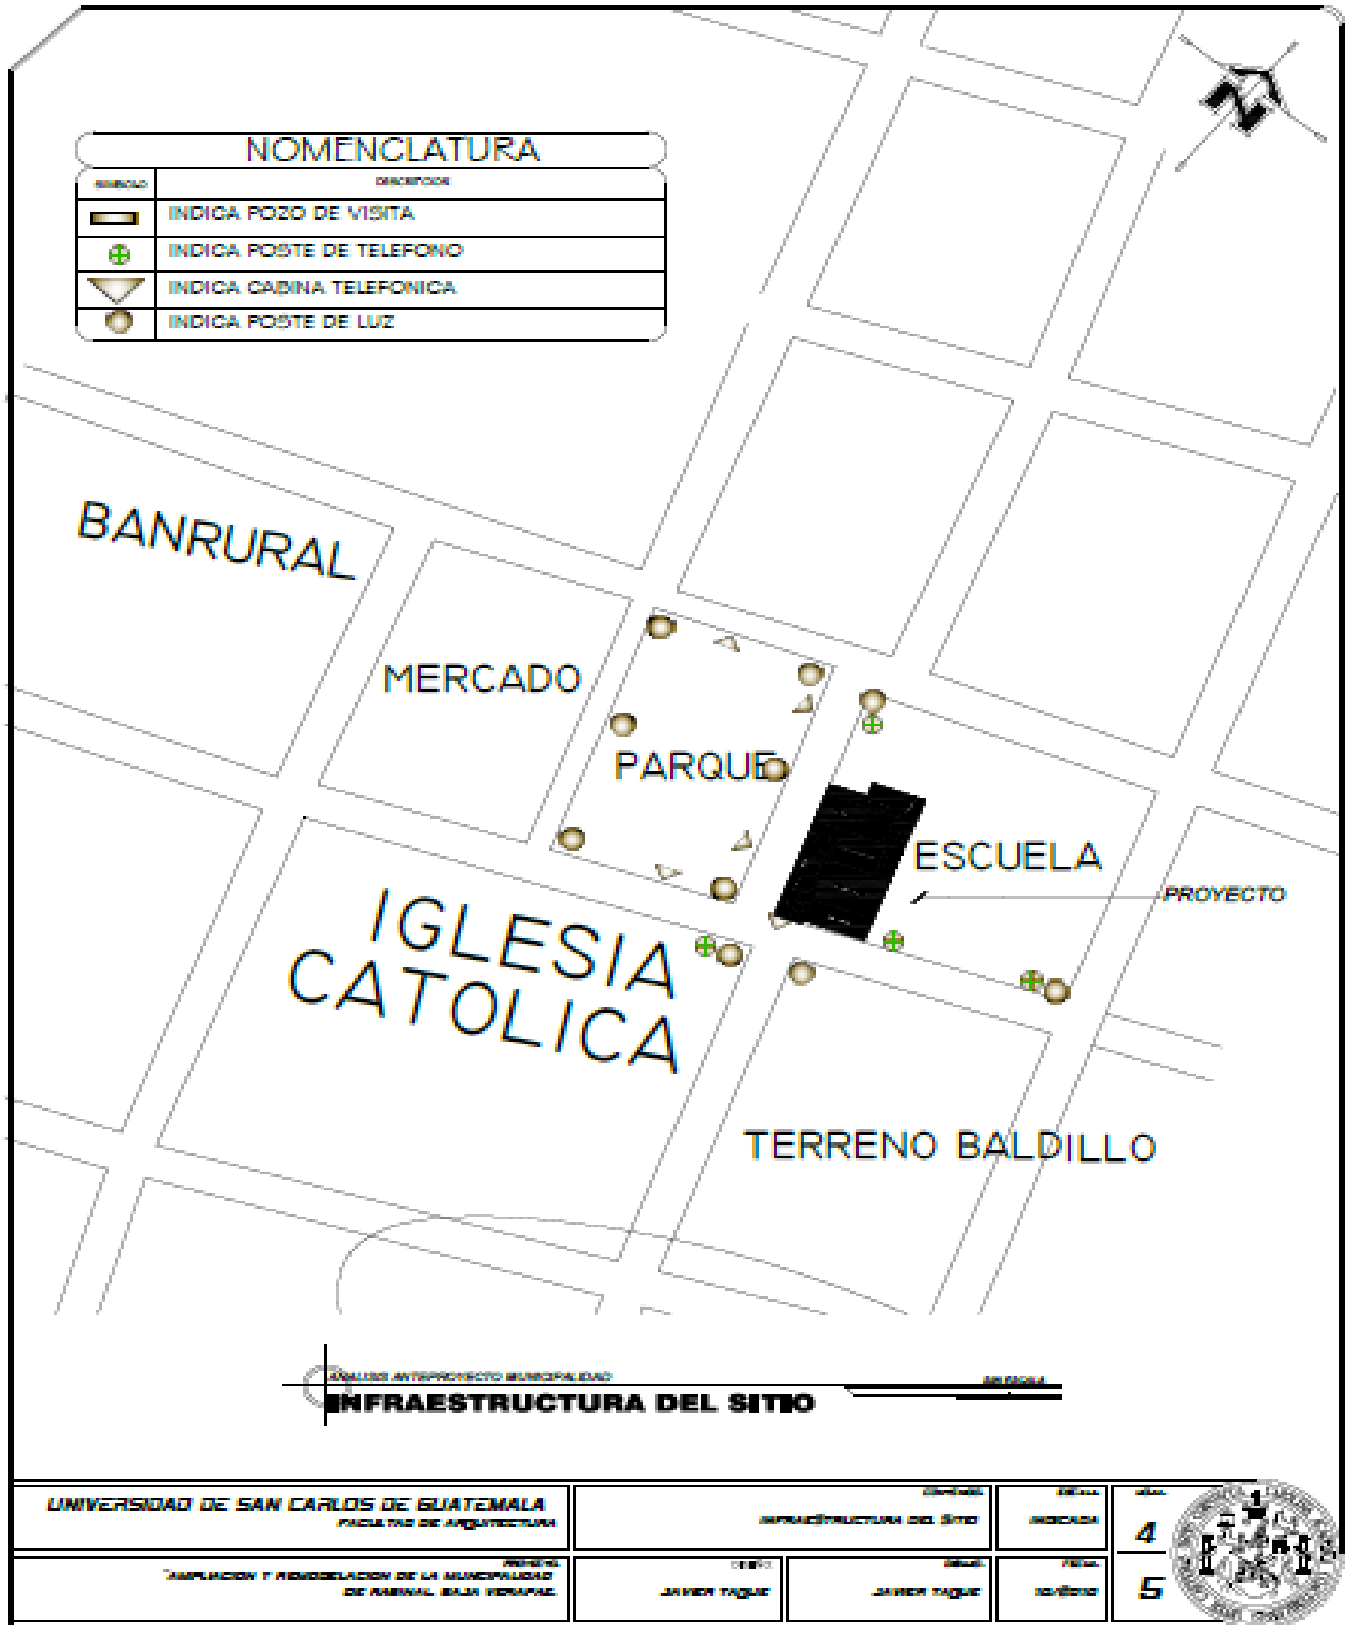 NOMENCLATURA
SIMBOLO DESCRIPCION
INDICA POZO DE VISITA
INDICA POSTE DE TELEFONO
INDICA CABINA TELEFONICA
INDICA POSTE DE LUZ
BANRURAL
MERCADO
PARQUE
ESCUELA
PROYECTO
IGLESIA
CATOLICA
TERRENO BALDILLO
ANALISIS ANTEPROYECTO MUNICIPALIDAD
INFRAESTRUCTURA DEL SITIO
UNIVERSIDAD DE SAN CARLOS DE GUATEMALA
FACULTAD DE ARQUITECTURA
INFRAESTRUCTURA DEL SITIO
INDICADA
4
5
"AMPLIACION Y REMODELACION DE LA MUNICIPALIDAD
DE RABINAL, BAJA VERAPAZ.
JAVIER TAQUE
JAVIER TAQUE